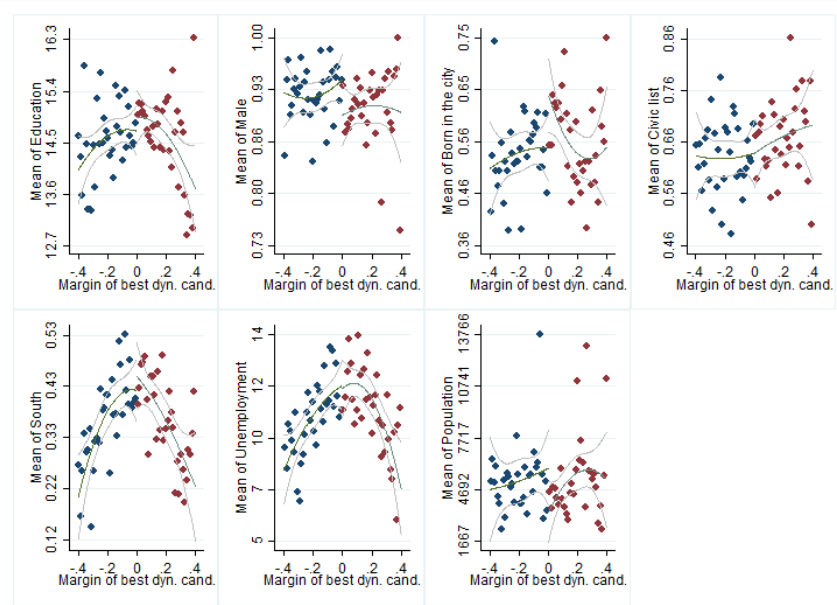 Mean of Education
16.3
15.4
14.5
13.6
12.7
-.4 -.2 0 .2 .4
Margin of best dyn. cand.
Mean of Male
1.00
0.93
0.86
0.80
0.73
-.4 -.2 0 .2 .4
Margin of best dyn. cand.
Mean of Born in the city
0.75
0.65
0.56
0.46
0.36
-.4 -.2 0 .2 .4
Margin of best dyn. cand.
Mean of Civic list
0.86
0.76
0.66
0.56
0.46
-.4 -.2 0 .2 .4
Margin of best dyn. cand.
Mean of South
0.53
0.43
0.33
0.22
0.12
-.4 -.2 0 .2 .4
Margin of best dyn. cand.
Mean of Unemployment
14
12
10
7
5
-.4 -.2 0 .2 .4
Margin of best dyn. cand.
Mean of Population
13766
10741
7717
4692
1667
-.4 -.2 0 .2 .4
Margin of best dyn. cand.